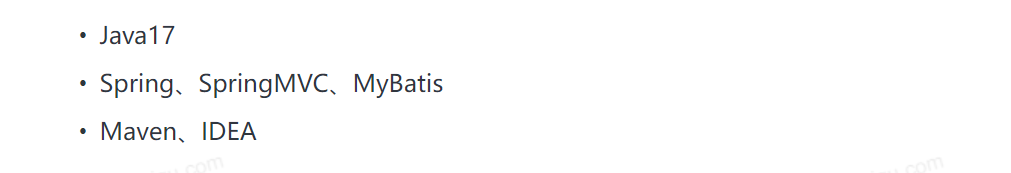 • Java17
• Spring、SpringMVC、MyBatis
• Maven、IDEA